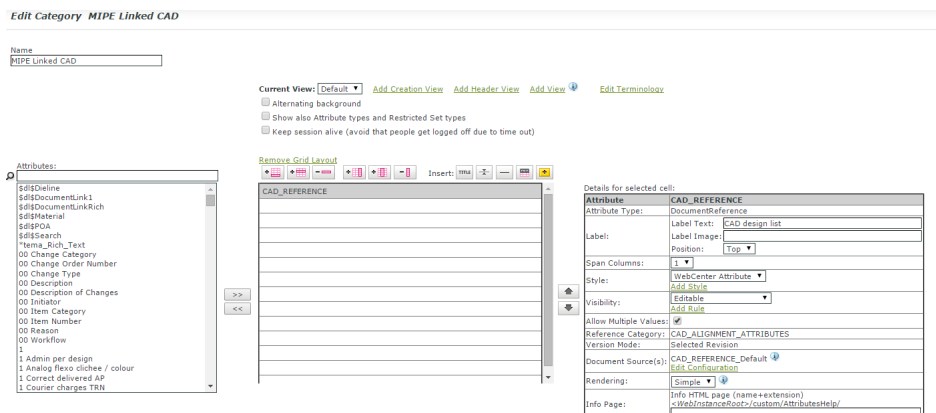 Edit Category MIPE Linked CAD
Name
MIPE Linked CAD
Current View: Default Add Creation View Add Header View Add View Edit Terminology
Alternating background
Show also Attribute types and Restricted Set types
Keep session alive (avoid that people get logged off due to time out)
Remove Grid Layout
Insert: TITLE
Attributes:
$dl$Dieline
$dl$DocumentLink1
$dl$DocumentLinkRich
$dl$Material
$dl$POA
$dl$Search
*tema_Rich_Text
00 Change Category
00 Change Order Number
00 Change Type
00 Description
00 Description of Changes
00 Initiator
00 Item Category
00 Item Number
00 Reason
00 Workflow
1
1 Admin per design
1 Analog flexo clichee / colour
1 Correct delivered AP
1 Courier charges TRN
>>
<<
CAD_REFERENCE
Details for selected cell:
Attribute CAD_REFERENCE
Attribute Type: DocumentReference
Label: Label Text: CAD design list
Label Image:
Position: Top
Span Columns: 1
Style: WebCenter Attribute
Add Style
Visibility: Editable
Add Rule
Allow Multiple Values:
Reference Category: CAD_ALIGNMENT_ATTRIBUTES
Version Mode: Selected Revision
Document Source(s): CAD_REFERENCE_Default
Edit Configuration
Rendering: Simple
Info Page: Info HTML page (name+extension)
<WebInstanceRoot>/custom/AttributesHelp/